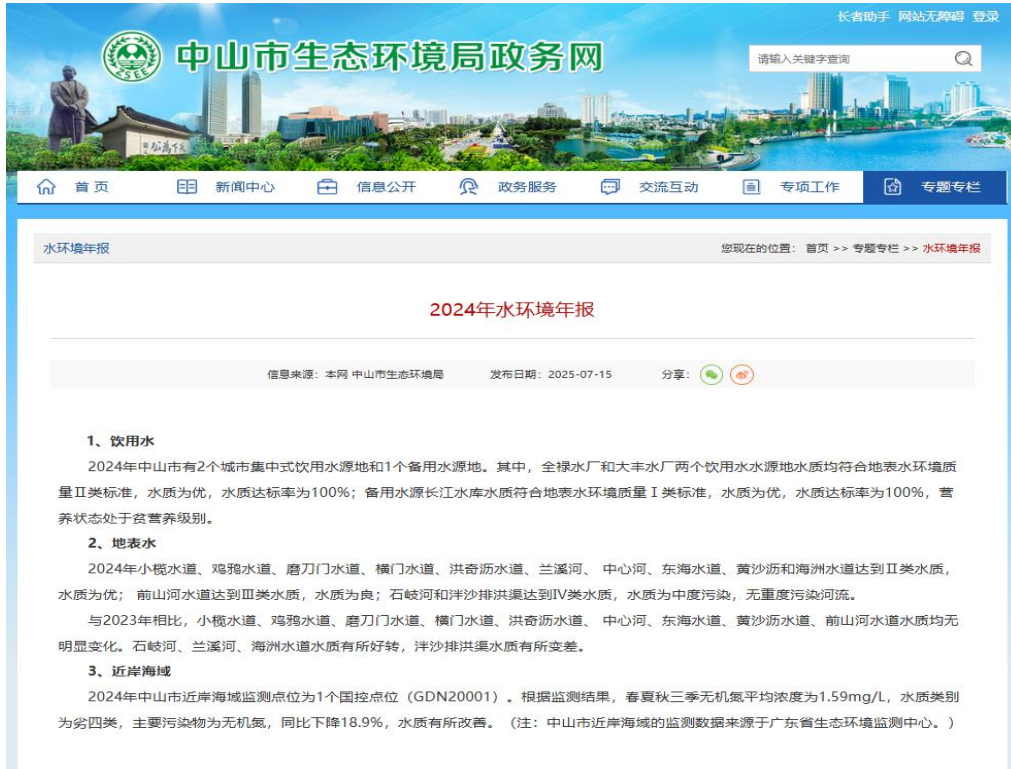 长者助手 网站无障碍 登录
ZSEE
中山市生态环境局政务网
请输入关键字查询
天下為公
首页 新闻中心 信息公开 政务服务 交流互动 专项工作 专题专栏
水环境年报 您现在的位置: 首页 >> 专题专栏 >> 水环境年报
2024年水环境年报
信息来源: 本网 中山市生态环境局 发布日期: 2025-07-15 分享:
1、饮用水
2024年中山市有2个城市集中式饮用水源地和1个备用水源地。其中，全禄水厂和大丰水厂两个饮用水水源地水质均符合地表水环境质
量Ⅱ类标准，水质为优，水质达标率为100%；备用水源长江水库水质符合地表水环境质量Ⅰ类标准，水质为优，水质达标率为100%，营
养状态处于贫营养级别。
2、地表水
2024年小榄水道、鸡鸦水道、磨刀门水道、横门水道、洪奇沥水道、兰溪河、 中心河、东海水道、黄沙沥和海洲水道达到Ⅱ类水质，
水质为优； 前山河水道达到Ⅲ类水质，水质为良；石岐河和泮沙排洪渠达到Ⅳ类水质，水质为中度污染，无重度污染河流。
与2023年相比，小榄水道、鸡鸦水道、磨刀门水道、横门水道、洪奇沥水道、 中心河、东海水道、黄沙沥水道、前山河水道水质均无
明显变化。石岐河、兰溪河、海洲水道水质有所好转，泮沙排洪渠水质有所变差。
3、近岸海域
2024年中山市近岸海域监测点位为1个国控点位（GDN20001）。根据监测结果，春夏秋三季无机氮平均浓度为1.59mg/L，水质类别
为劣四类，主要污染物为无机氮，同比下降18.9%，水质有所改善。（注：中山市近岸海域的监测数据来源于广东省生态环境监测中心。）